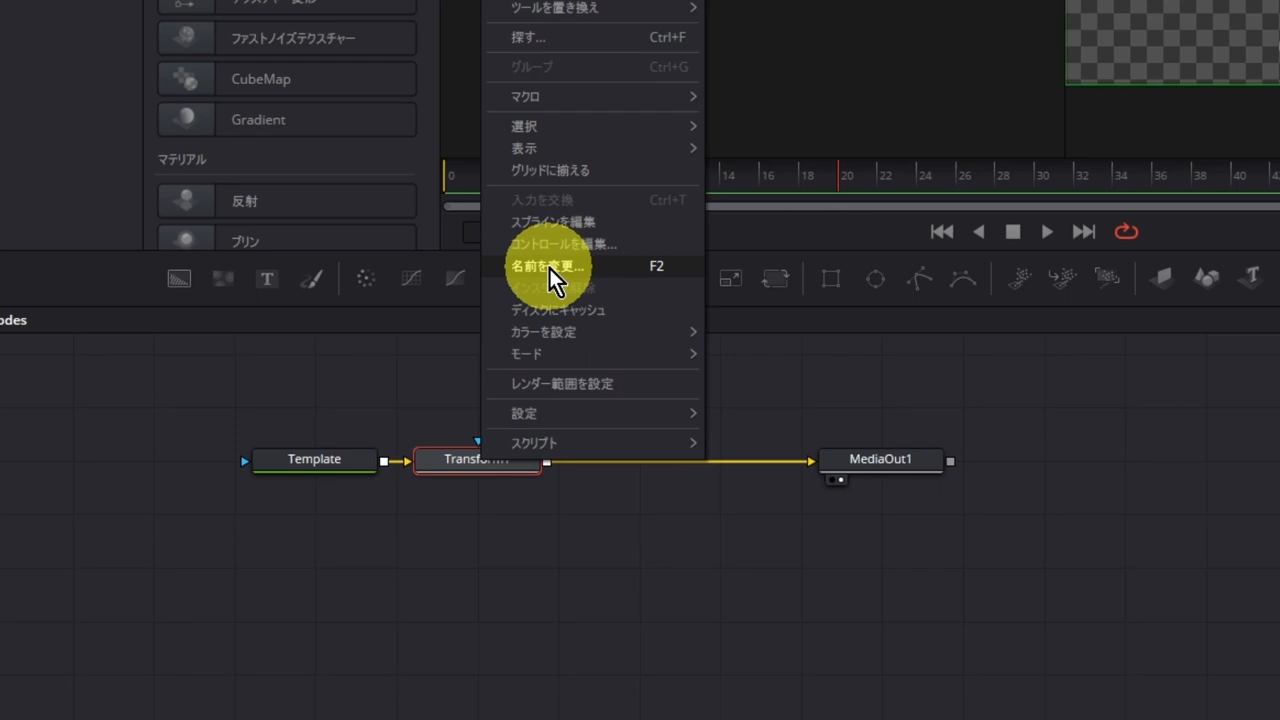 ツールを置き換え
探す... Ctrl+F
グループ Ctrl+G
マクロ
選択
表示
グリッドに揃える
入力を交換 Ctrl+T
スプラインを編集
コントロールを編集...
名前を変更... F2
ディスクにキャッシュ
カラーを設定
モード
レンダー範囲を設定
設定
スクリプト
ファストノイズテクスチャー
CubeMap
Gradient
マテリアル
反射
ブリン
0 14 16 18 20 22 24 26 28 30 32 34 36 38 40
odes
Template
Transform1
MediaOut1